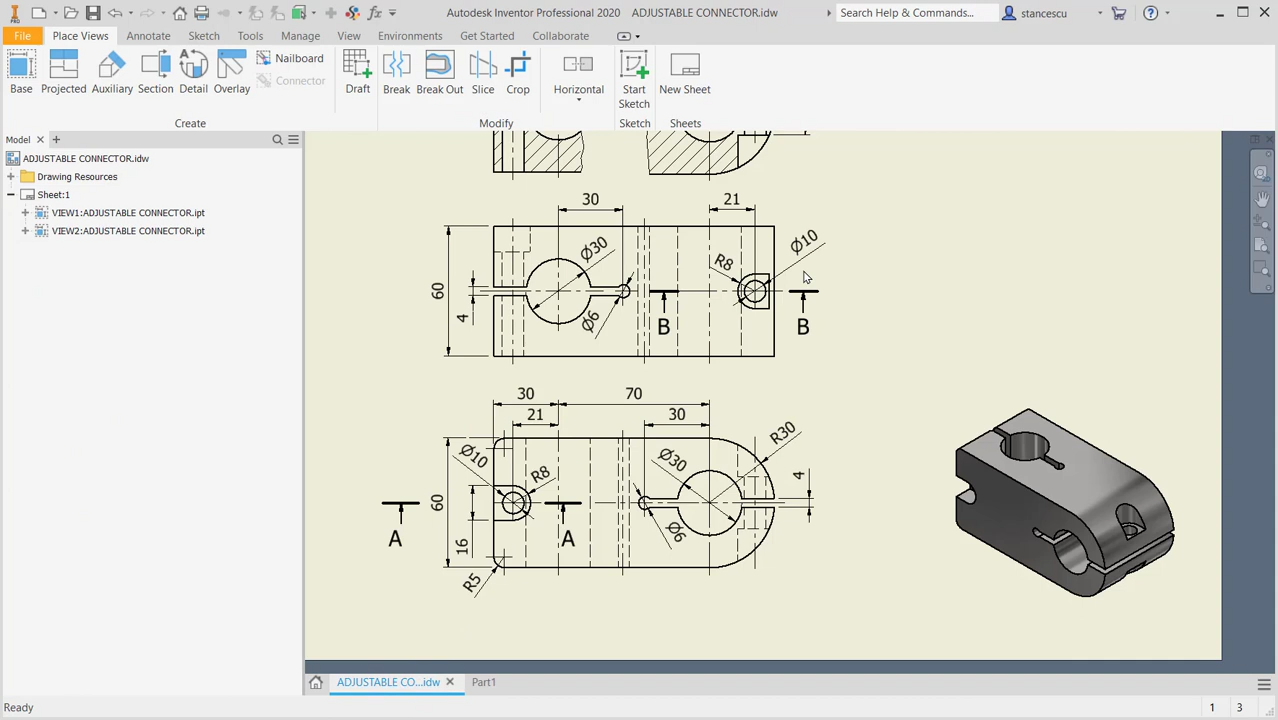 PRO
fx
Autodesk Inventor Professional 2020 ADJUSTABLE CONNECTOR.idw
Search Help & Commands...
stancescu
File Place Views Annotate Sketch Tools Manage View Environments Get Started Collaborate
Base Projected Auxiliary Section Detail Overlay
Nailboard
Connector
Draft Break Break Out Slice Crop Horizontal
Start
Sketch
New Sheet
Create Modify Sketch Sheets
Model
ADJUSTABLE CONNECTOR.idw
Drawing Resources
Sheet:1
VIEW1:ADJUSTABLE CONNECTOR.ipt
VIEW2:ADJUSTABLE CONNECTOR.ipt
30 21
Ø30 R8 Ø10
60
4
Ø6
B B
30 70
21 30
Ø10 R8 Ø30 R30
4
60
16
A A
Ø6
R5
ADJUSTABLE CO...idw Part1
Ready 1 3